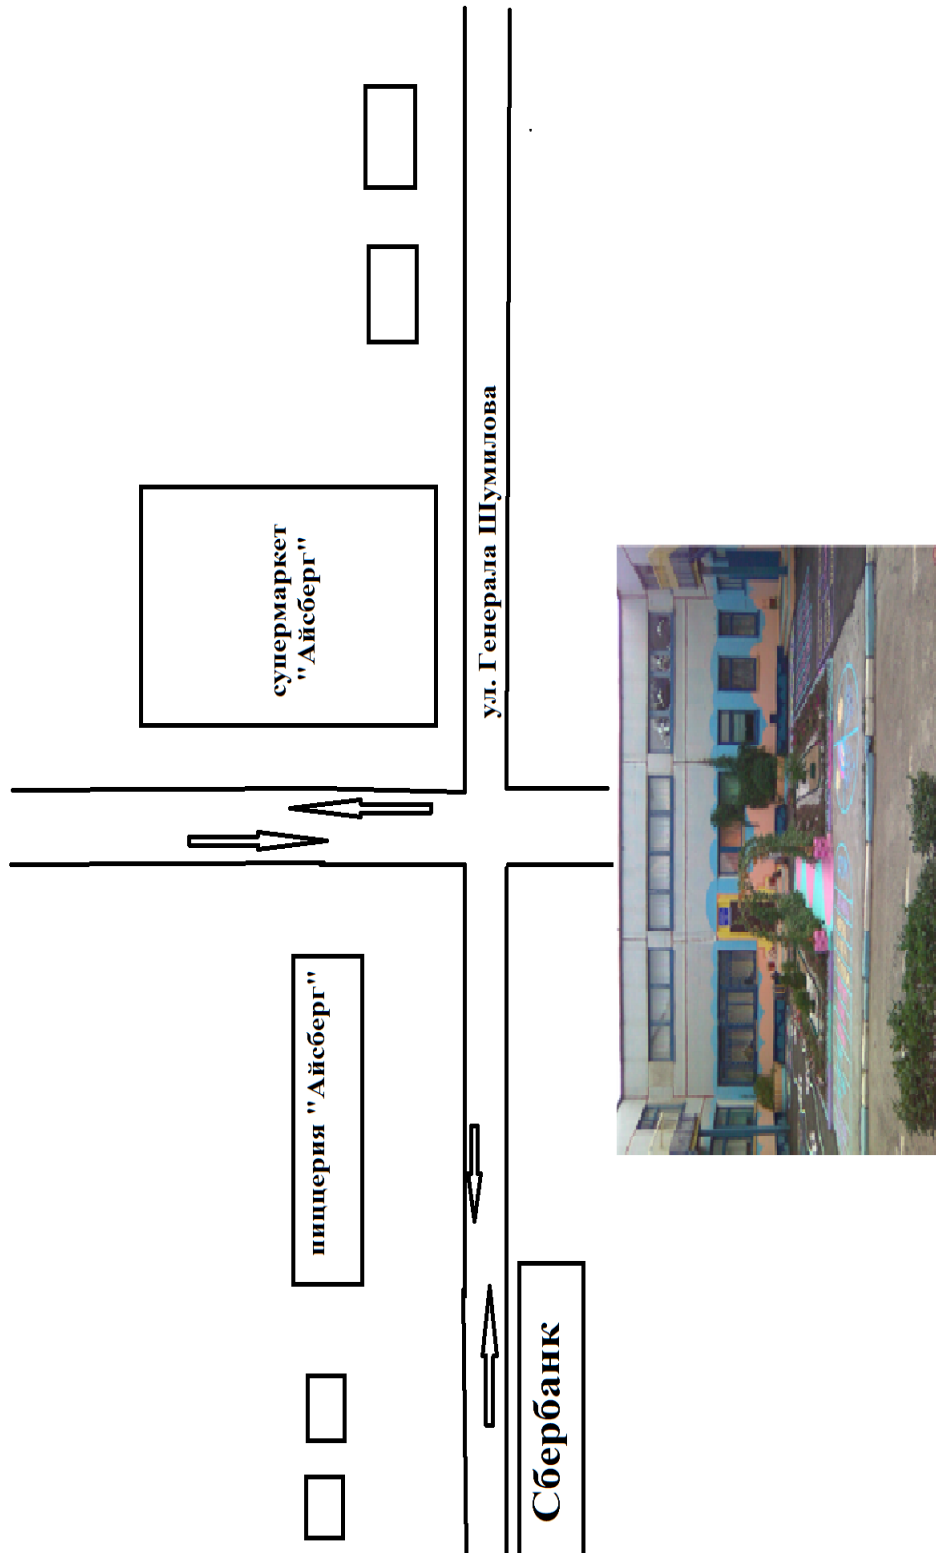 Сбербанк
пиццерия "Айсберг"
супермаркет
"Айсберг"
ул. Генерала Шумилова